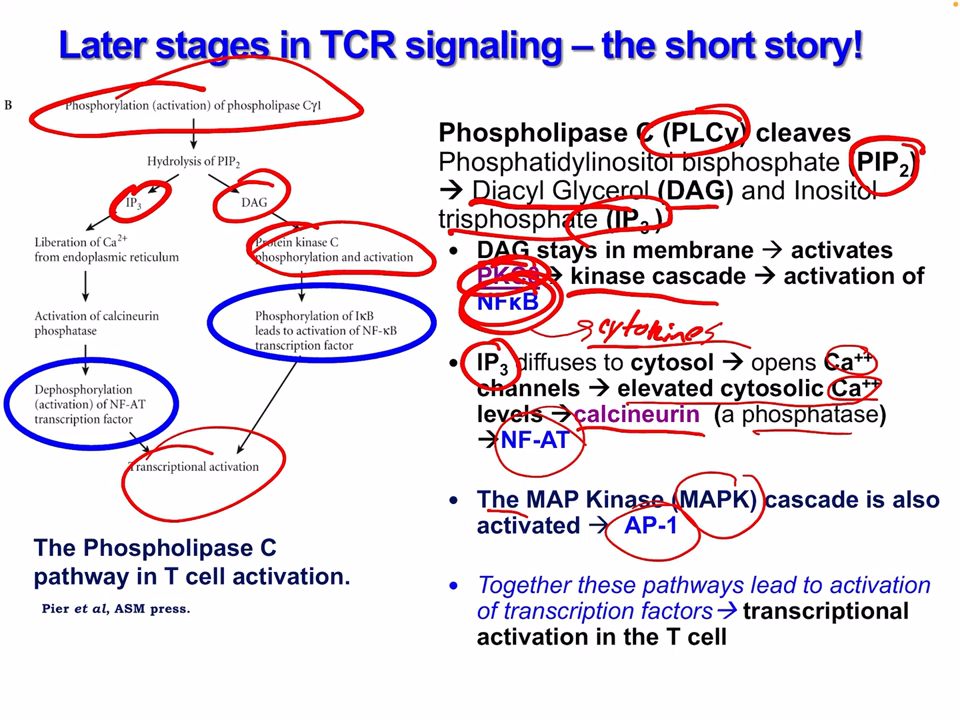 Later stages in TCR signaling – the short story!
B
Phosphorylation (activation) of phospholipase CγI
Hydrolysis of PIP2
IP3
DAG
Liberation of Ca2+
from endoplasmic reticulum
Protein kinase C
phosphorylation and activation
Activation of calcineurin
phosphatase
Phosphorylation of IκB
leads to activation of NF-κB
transcription factor
Dephosphorylation
(activation) of NF-AT
transcription factor
Transcriptional activation
The Phospholipase C
pathway in T cell activation.
Pier et al, ASM press.
Phospholipase C (PLCγ) cleaves
Phosphatidylinositol bisphosphate (PIP2)
→ Diacyl Glycerol (DAG) and Inositol
trisphosphate (IP3)
• DAG stays in membrane → activates
→ kinase cascade → activation of
NFκB
cytokines
• IP3 diffuses to cytosol → opens Ca++
channels → elevated cytosolic Ca++
levels →calcineurin (a phosphatase)
→NF-AT
• The MAP Kinase (MAPK) cascade is also
activated → AP-1
• Together these pathways lead to activation
of transcription factors→ transcriptional
activation in the T cell